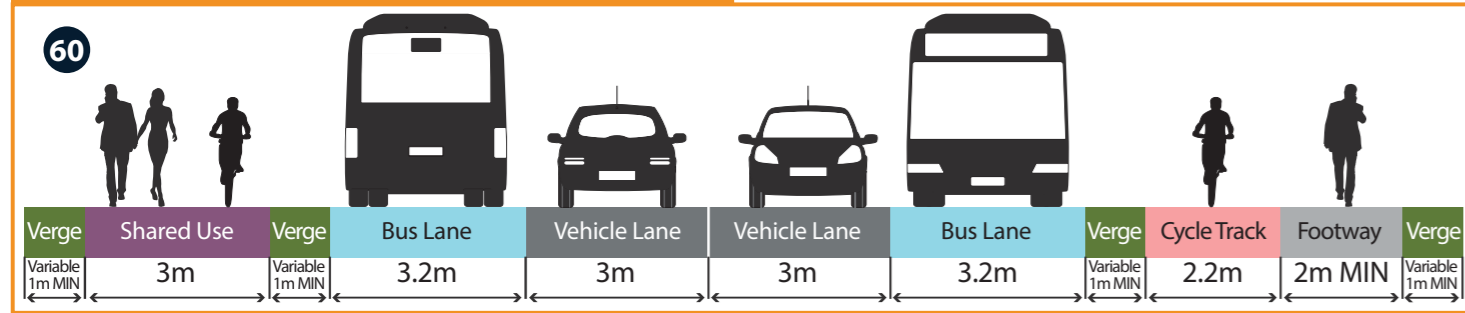 60
Verge Shared Use Verge Bus Lane Vehicle Lane Vehicle Lane Bus Lane Verge Cycle Track Footway Verge
Variable 1m MIN 3m Variable 1m MIN 3.2m 3m 3m 3.2m Variable 1m MIN 2.2m 2m MIN Variable 1m MIN